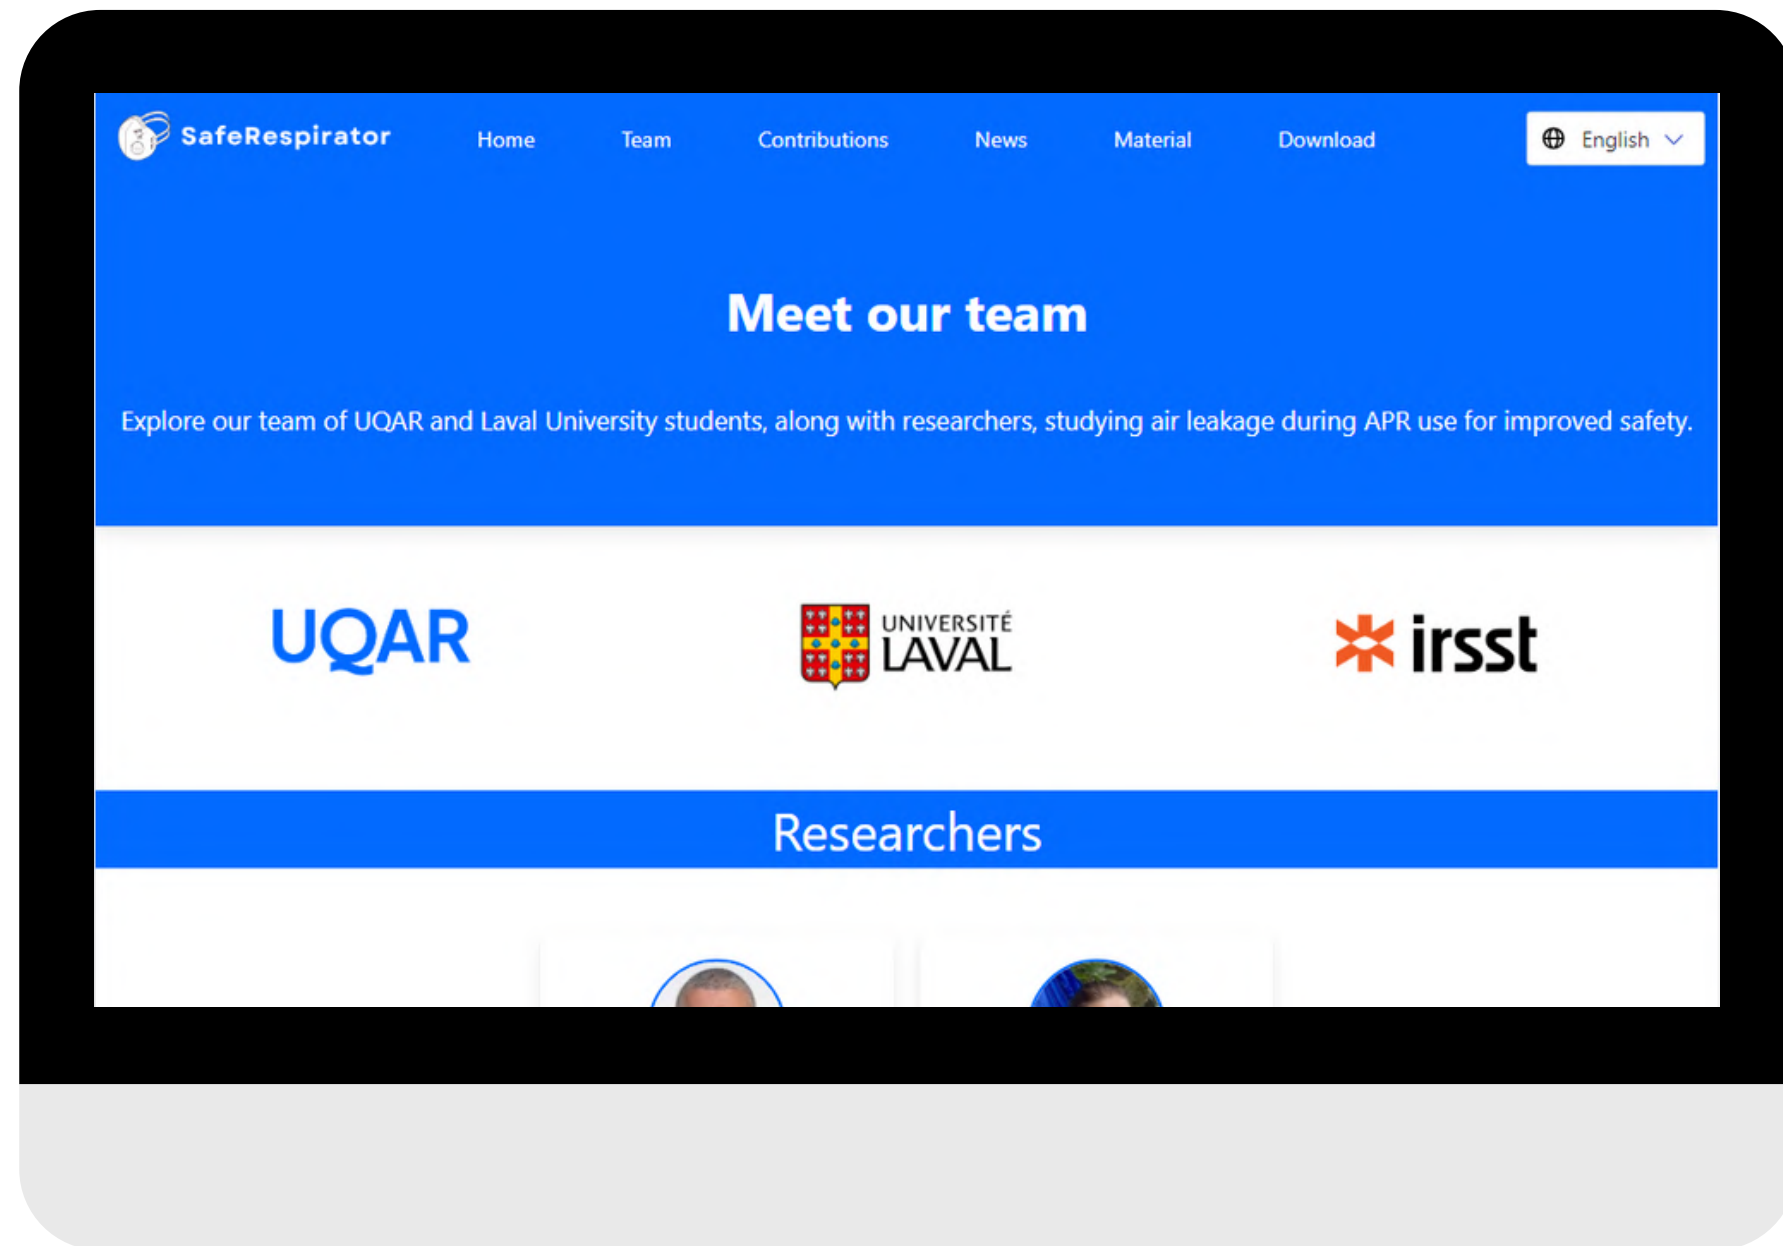 SafeRespirator Home Team Contributions News Material Download English
Meet our team
Explore our team of UQAR and Laval University students, along with researchers, studying air leakage during APR use for improved safety.
UQAR
UNIVERSITÉ
LAVAL
irsst
Researchers